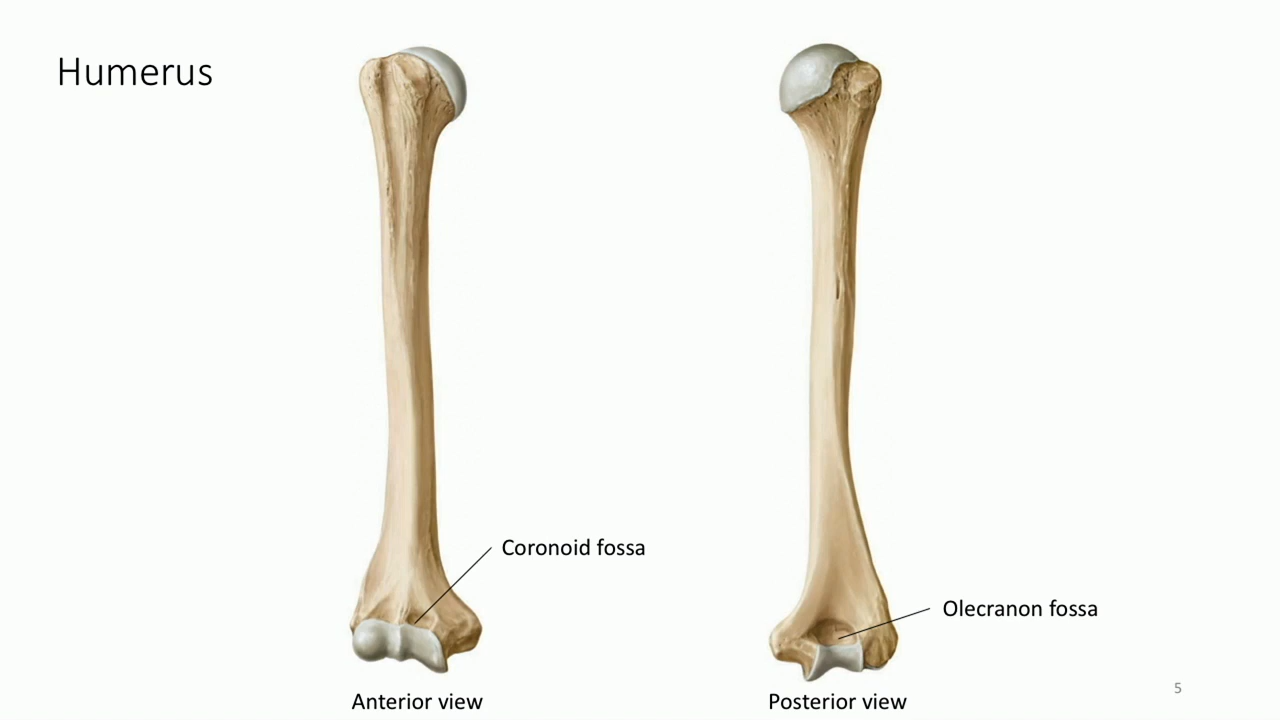 Humerus
Coronoid fossa
Olecranon fossa
Anterior view
Posterior view
5